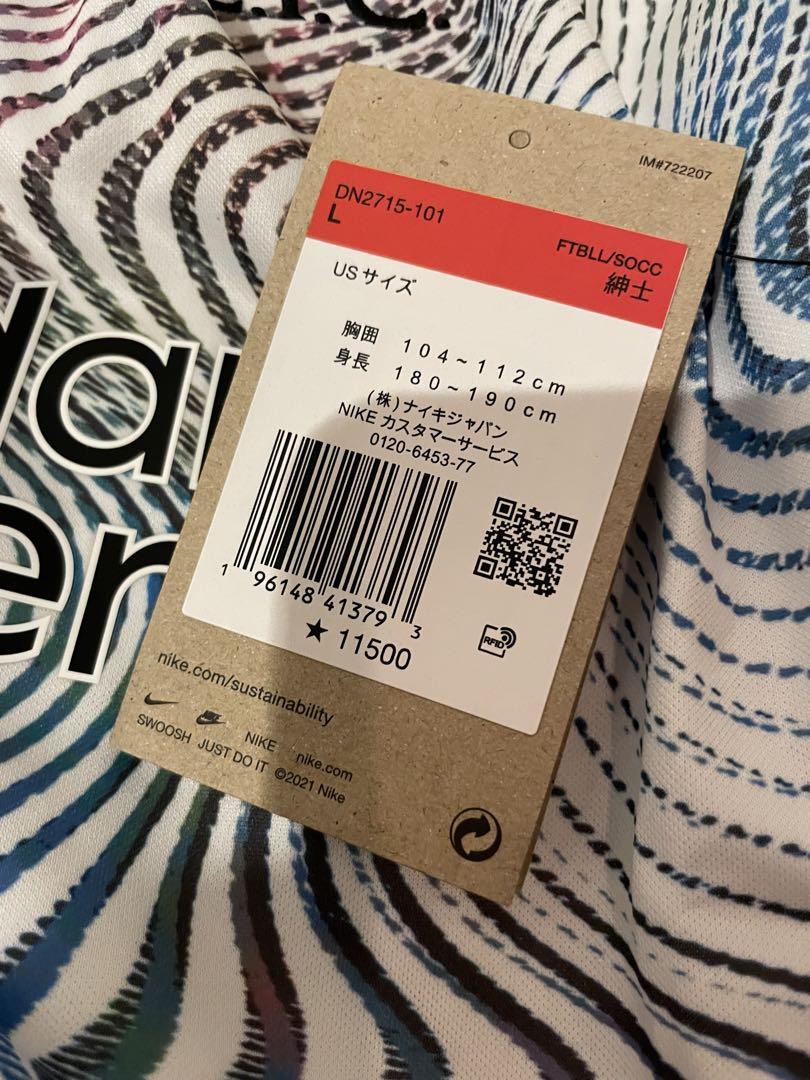 F.C.
IM#722207
DN2715-101
L
FTBLL/SOCC
紳士
USサイズ
胸囲 104~112cm
身長 180~190cm
(株)ナイキジャパン
NIKE カスタマーサービス
0120-6453-77
1 96148 41379 3
★ 11500
RFID
nike.com/sustainability
NIKE nike.com
SWOOSH JUST DO IT ©2021 Nike